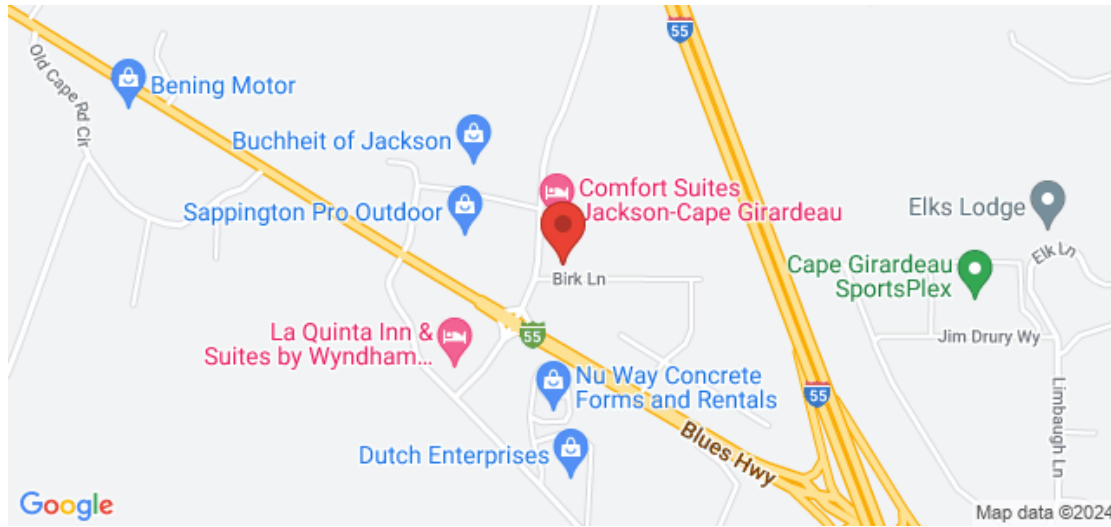 55
Old Cape Rd Cir
Bening Motor
Buchheit of Jackson
Comfort Suites
Jackson-Cape Girardeau
Sappington Pro Outdoor
Elks Lodge
Elk Ln
Cape Girardeau
SportsPlex
Birk Ln
La Quinta Inn &
Suites by Wyndham...
55
Jim Drury Wy
Nu Way Concrete
Forms and Rentals
55
Limbaugh Ln
Blues Hwy
Dutch Enterprises
Google
Map data ©2024